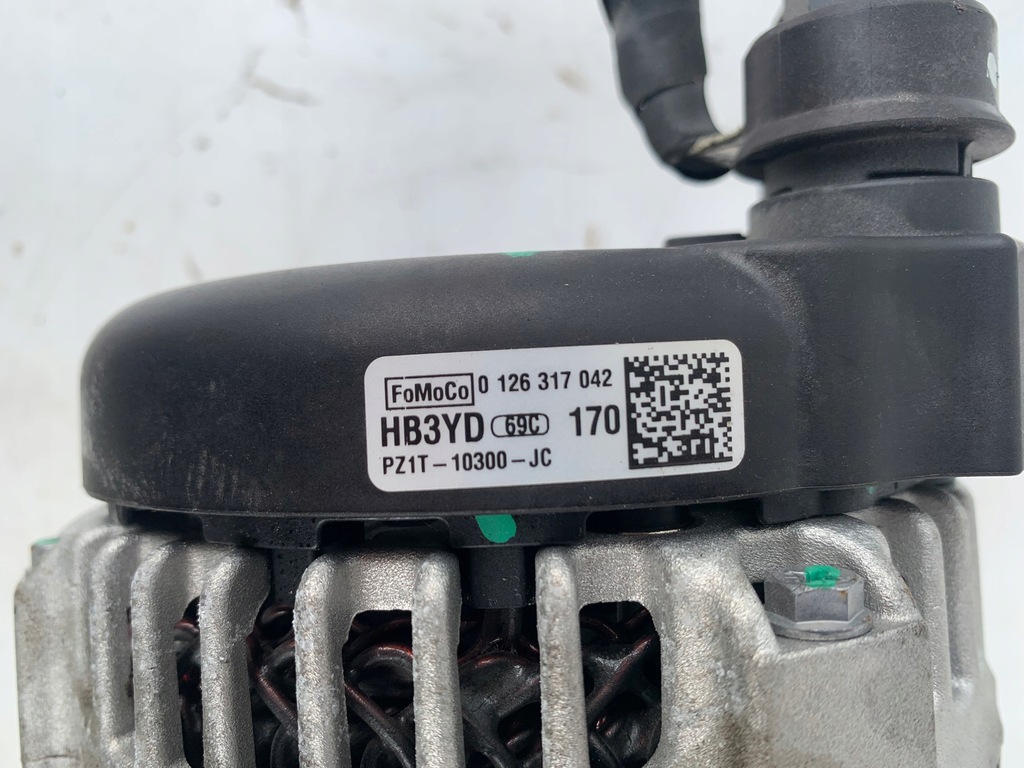 FoMoCo 0 126 317 042
HB3YD 69C 170
PZ1T-10300-JC